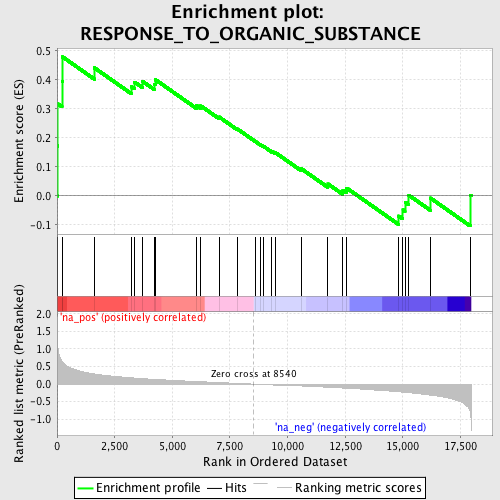 Enrichment plot:
RESPONSE_TO_ORGANIC_SUBSTANCE
Enrichment score (ES)
0.5
0.4
0.3
0.2
0.1
0.0
-0.1
'na_pos' (positively correlated)
Ranked list metric (PreRanked)
2.0
1.5
1.0
0.5
0.0
-0.5
-1.0
Zero cross at 8540
'na_neg' (negatively correlated)
0
2,500
5,000
7,500
10,000
12,500
15,000
17,500
Rank in Ordered Dataset
Enrichment profile
Hits
Ranking metric scores